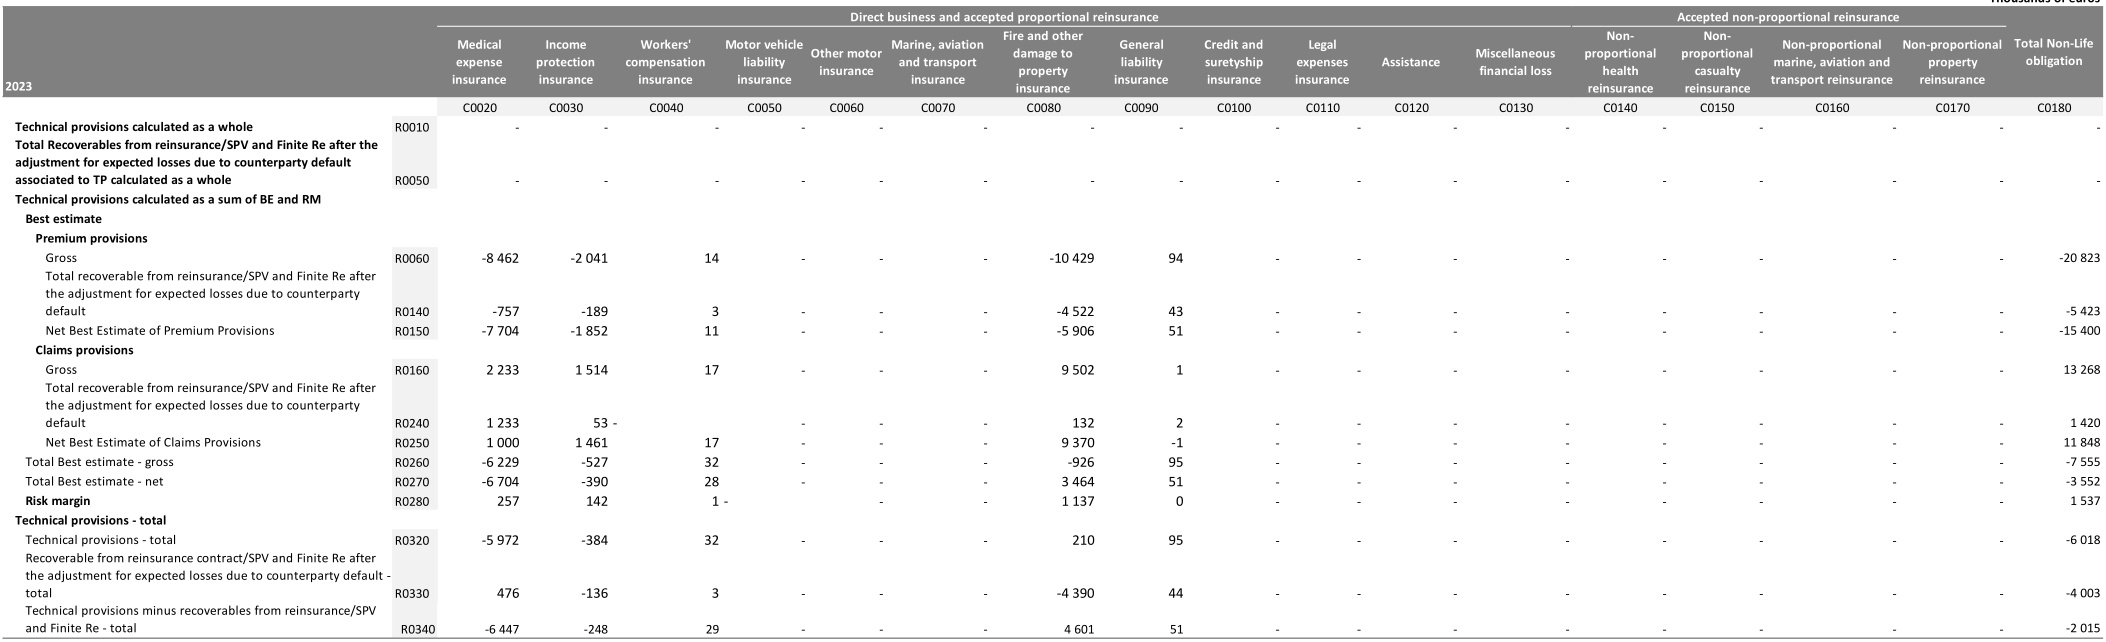 Thousands of euros
Direct business and accepted proportional reinsurance Accepted non-proportional reinsurance
2023 Medical expense insurance Income protection insurance Workers' compensation insurance Motor vehicle liability insurance Other motor insurance Marine, aviation and transport insurance Fire and other damage to property insurance General liability insurance Credit and suretyship insurance Legal expenses insurance Assistance Miscellaneous financial loss Non-proportional health reinsurance Non-proportional casualty reinsurance Non-proportional marine, aviation and transport reinsurance Non-proportional property reinsurance Total Non-Life obligation
C0020 C0030 C0040 C0050 C0060 C0070 C0080 C0090 C0100 C0110 C0120 C0130 C0140 C0150 C0160 C0170 C0180
Technical provisions calculated as a whole R0010 - - - - - - - - - - - - - - - - -
Total Recoverables from reinsurance/SPV and Finite Re after the
adjustment for expected losses due to counterparty default
associated to TP calculated as a whole R0050 - - - - - - - - - - - - - - - - -
Technical provisions calculated as a sum of BE and RM
Best estimate
Premium provisions
Gross R0060 -8 462 -2 041 14 - - - -10 429 94 - - - - - - - - -20 823
Total recoverable from reinsurance/SPV and Finite Re after
the adjustment for expected losses due to counterparty
default R0140 -757 -189 3 - - - -4 522 43 - - - - - - - - -5 423
Net Best Estimate of Premium Provisions R0150 -7 704 -1 852 11 - - - -5 906 51 - - - - - - - - -15 400
Claims provisions
Gross R0160 2 233 1 514 17 - - - 9 502 1 - - - - - - - - 13 268
Total recoverable from reinsurance/SPV and Finite Re after
the adjustment for expected losses due to counterparty
default R0240 1 233 53 - - - - 132 2 - - - - - - - - 1 420
Net Best Estimate of Claims Provisions R0250 1 000 1 461 17 - - - 9 370 -1 - - - - - - - - 11 848
Total Best estimate - gross R0260 -6 229 -527 32 - - - -926 95 - - - - - - - - -7 555
Total Best estimate - net R0270 -6 704 -390 28 - - - 3 464 51 - - - - - - - - -3 552
Risk margin R0280 257 142 1 - - - 1 137 0 - - - - - - - - 1 537
Technical provisions - total
Technical provisions - total R0320 -5 972 -384 32 - - - 210 95 - - - - - - - - -6 018
Recoverable from reinsurance contract/SPV and Finite Re after
the adjustment for expected losses due to counterparty default -
total R0330 476 -136 3 - - - -4 390 44 - - - - - - - - -4 003
Technical provisions minus recoverables from reinsurance/SPV
and Finite Re - total R0340 -6 447 -248 29 - - - 4 601 51 - - - - - - - - -2 015